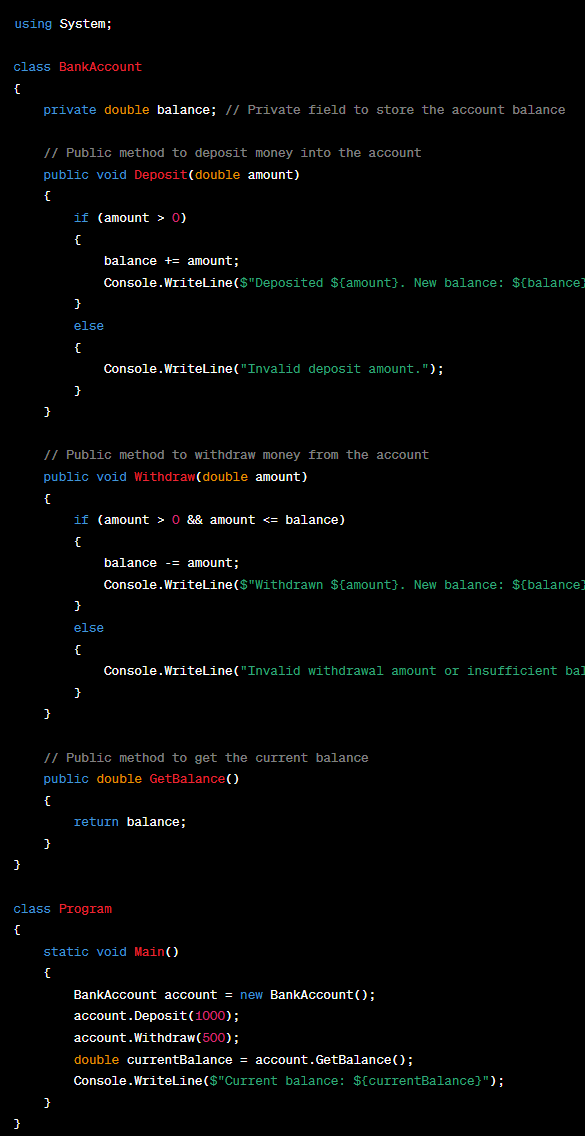 using System;

class BankAccount
{
    private double balance; // Private field to store the account balance

    // Public method to deposit money into the account
    public void Deposit(double amount)
    {
        if (amount > 0)
        {
            balance += amount;
            Console.WriteLine($"Deposited ${amount}. New balance: ${balance}
        }
        else
        {
            Console.WriteLine("Invalid deposit amount.");
        }
    }

    // Public method to withdraw money from the account
    public void Withdraw(double amount)
    {
        if (amount > 0 && amount <= balance)
        {
            balance -= amount;
            Console.WriteLine($"Withdrawn ${amount}. New balance: ${balance}
        }
        else
        {
            Console.WriteLine("Invalid withdrawal amount or insufficient bal
        }
    }

    // Public method to get the current balance
    public double GetBalance()
    {
        return balance;
    }
}

class Program
{
    static void Main()
    {
        BankAccount account = new BankAccount();
        account.Deposit(1000);
        account.Withdraw(500);
        double currentBalance = account.GetBalance();
        Console.WriteLine($"Current balance: ${currentBalance}");
    }
}